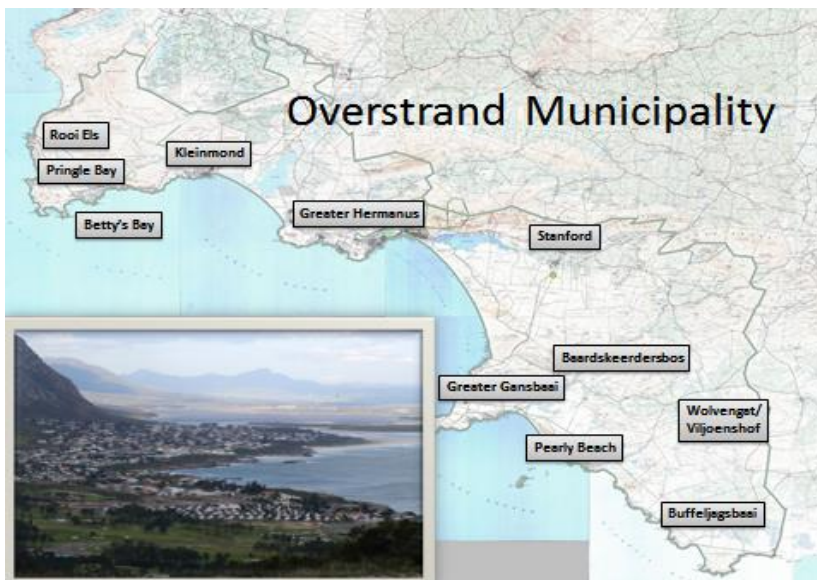 Overstrand Municipality
Rooi Els
Kleinmond
Pringle Bay
Betty's Bay
Greater Hermanus
Stanford
Baardskeerdersbos
Greater Gansbaai
Wolvengat/
Viljoenshof
Pearly Beach
Buffeljagsbaai